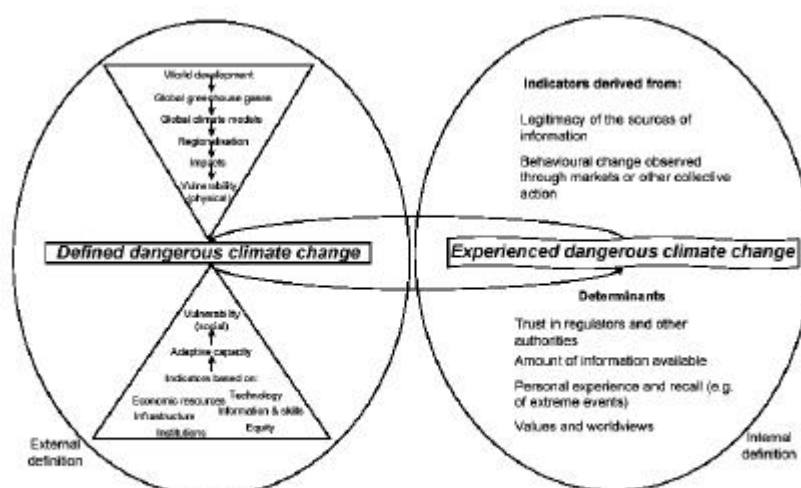 World development
Global greenhouse gases
Global climate models
Regionalisation
Impacts
Vulnerability
(physical)
Defined dangerous climate change
Vulnerability
(social)
Adaptive capacity
Indicators based on:
Economic resources
Technology
Infrastructure
Information & skills
Institutions
Equity
External
definition
Indicators derived from:
Legitimacy of the sources of
information
Behavioural change observed
through markets or other collective
action
Experienced dangerous climate change
Determinants
Trust in regulators and other
authorities
Amount of information available
Personal experience and recall (e.g.
of extreme events)
Values and worldviews
Internal
definition